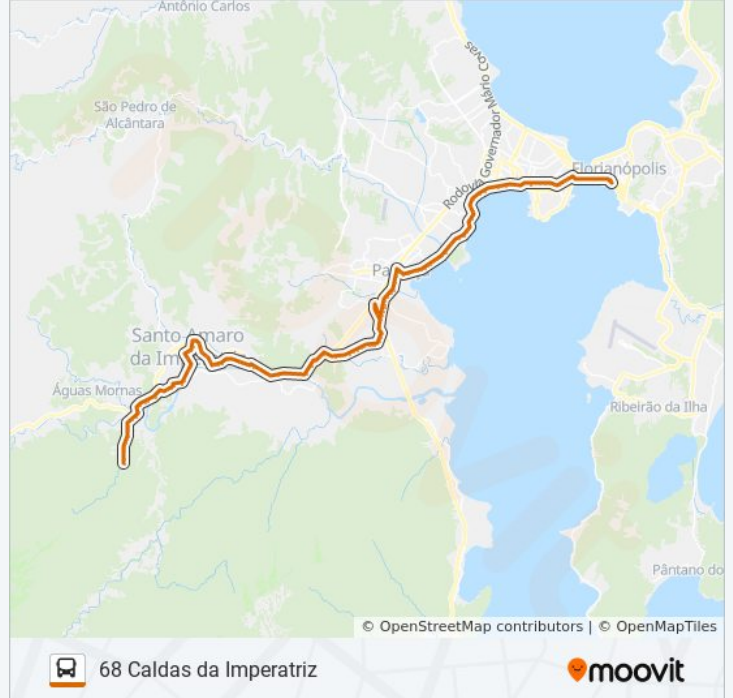 Antônio Carlos
São Pedro de
Alcântara
Rodovia Governador Mário Covas
Florianópolis
Pa
Santo Amaro
da Im
Águas Mornas
Ribeirão da Ilha
Pântano do
© OpenStreetMap contributors | © OpenMapTiles
68 Caldas da Imperatriz
moovit